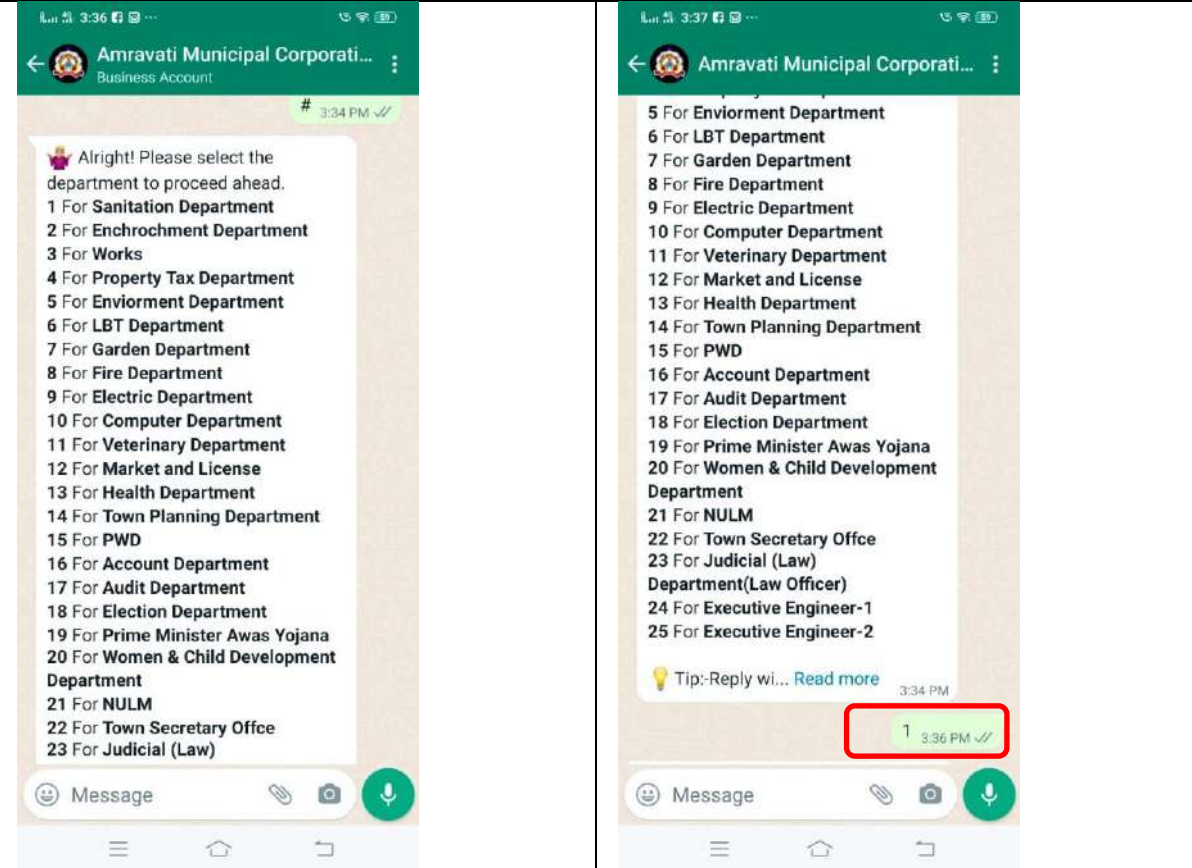 3:36
59
Amravati Municipal Corporati...
Business Account
# 3:34 PM
Alright! Please select the
department to proceed ahead.
1 For Sanitation Department
2 For Enchrochment Department
3 For Works
4 For Property Tax Department
5 For Enviorment Department
6 For LBT Department
7 For Garden Department
8 For Fire Department
9 For Electric Department
10 For Computer Department
11 For Veterinary Department
12 For Market and License
13 For Health Department
14 For Town Planning Department
15 For PWD
16 For Account Department
17 For Audit Department
18 For Election Department
19 For Prime Minister Awas Yojana
20 For Women & Child Development
Department
21 For NULM
22 For Town Secretary Offce
23 For Judicial (Law)
Message
3:37
59
Amravati Municipal Corporati...
5 For Enviorment Department
6 For LBT Department
7 For Garden Department
8 For Fire Department
9 For Electric Department
10 For Computer Department
11 For Veterinary Department
12 For Market and License
13 For Health Department
14 For Town Planning Department
15 For PWD
16 For Account Department
17 For Audit Department
18 For Election Department
19 For Prime Minister Awas Yojana
20 For Women & Child Development
Department
21 For NULM
22 For Town Secretary Offce
23 For Judicial (Law)
Department(Law Officer)
24 For Executive Engineer-1
25 For Executive Engineer-2
Tip:-Reply wi... Read more
3:34 PM
1 3:36 PM
Message